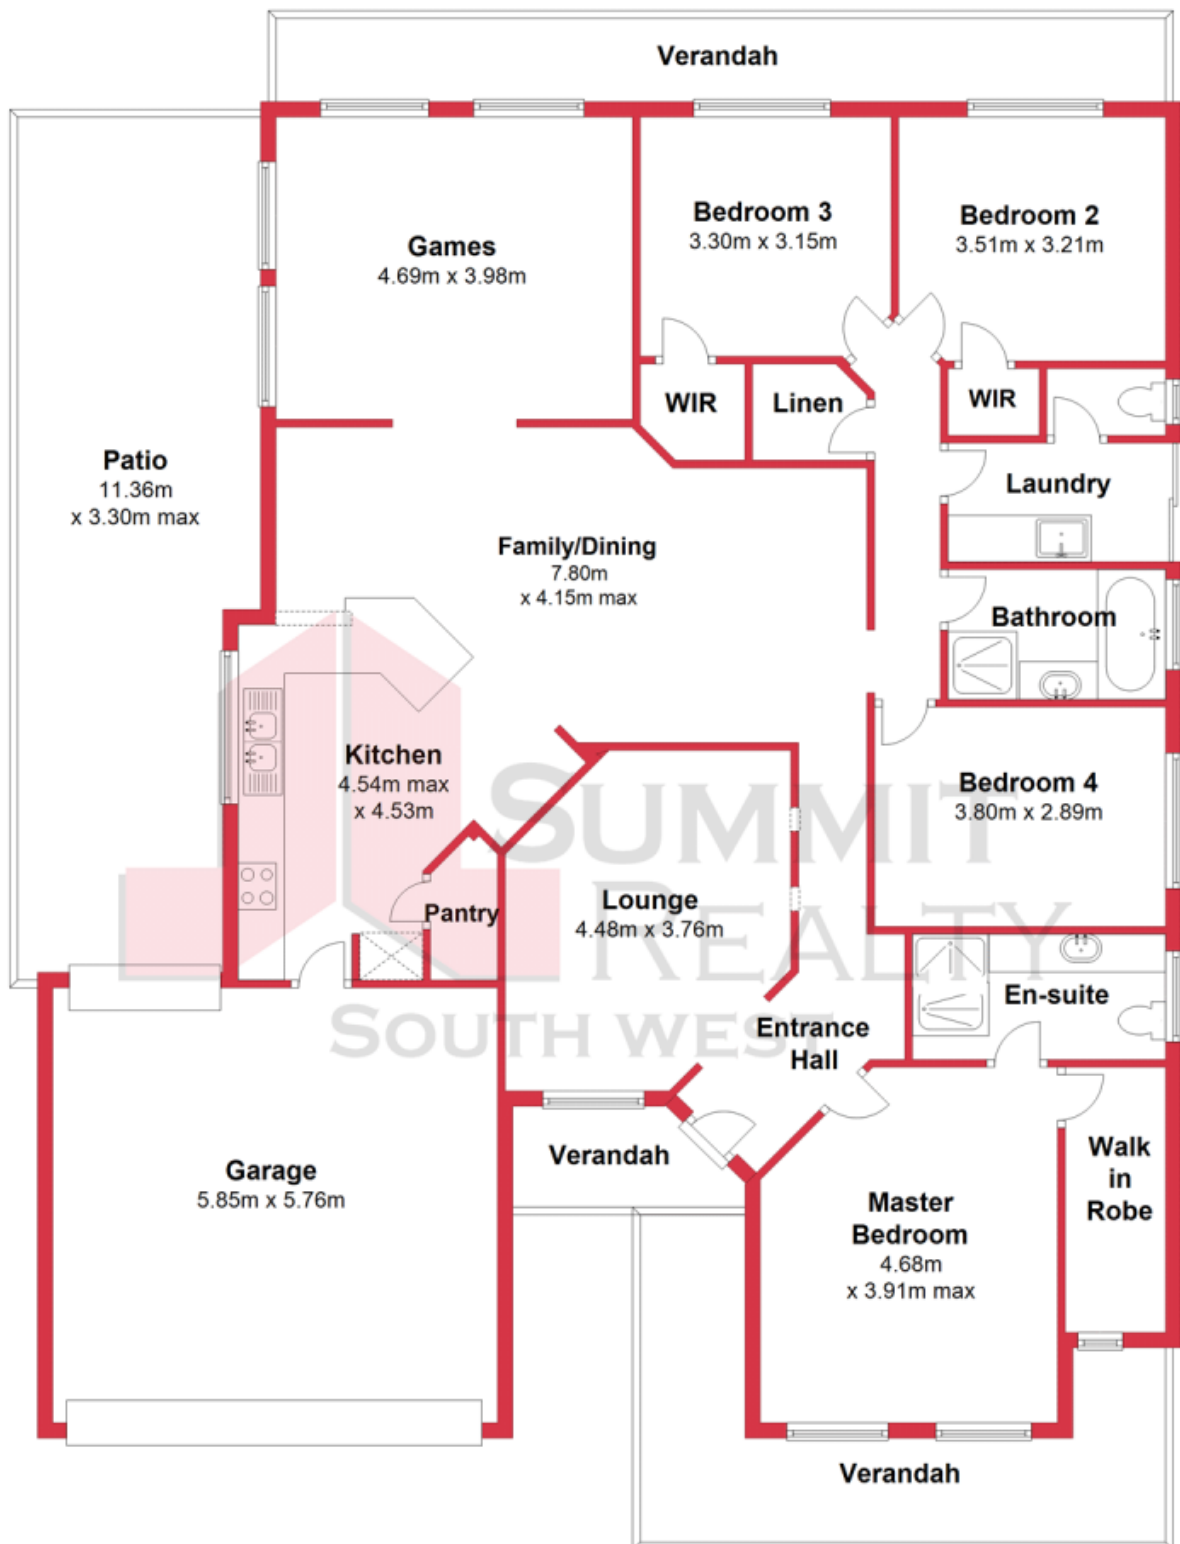 Verandah
Games
4.69m x 3.98m
Bedroom 3
3.30m x 3.15m
Bedroom 2
3.51m x 3.21m
WIR
Linen
WIR
Patio
11.36m
x 3.30m max
Laundry
Family/Dining
7.80m
x 4.15m max
Bathroom
Kitchen
4.54m max
x 4.53m
Bedroom 4
3.80m x 2.89m
SUMMIT
REALTY
SOUTH WEST
Pantry
Lounge
4.48m x 3.76m
En-suite
Entrance
Hall
Verandah
Garage
5.85m x 5.76m
Walk
in
Robe
Master
Bedroom
4.68m
x 3.91m max
Verandah